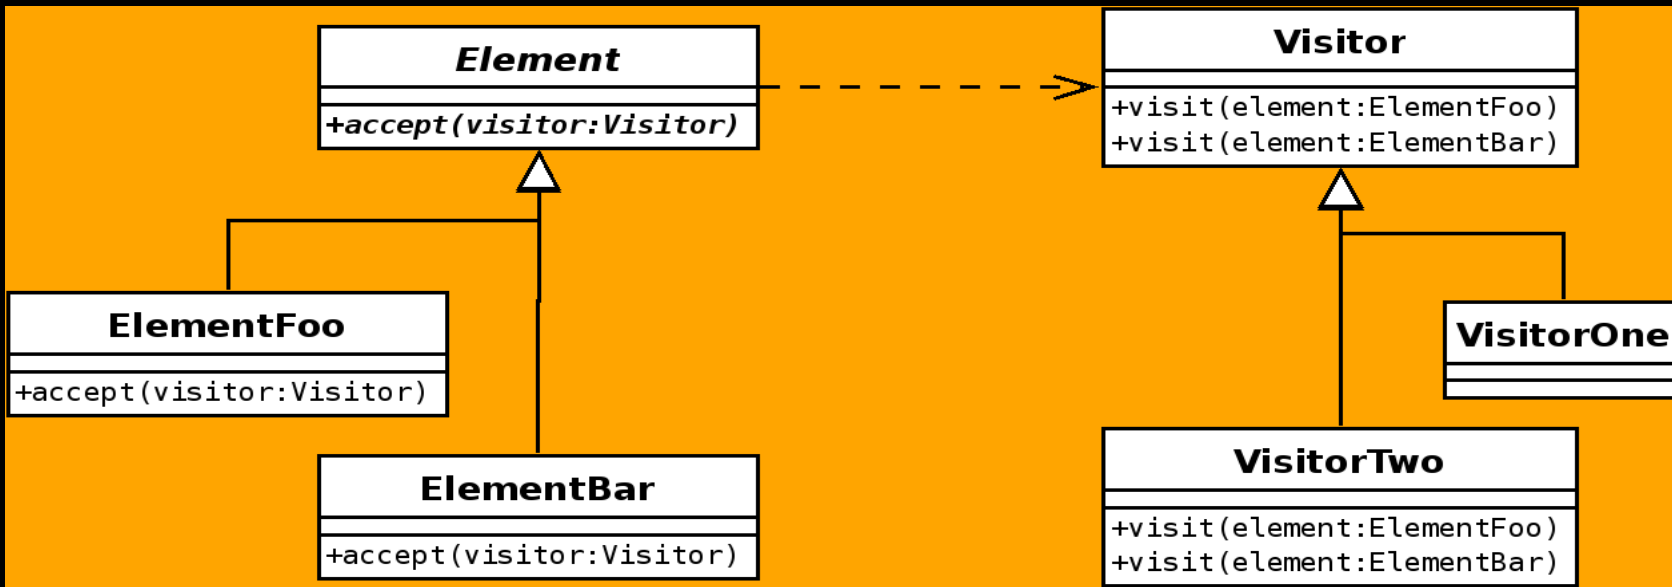 Element
+accept(visitor:Visitor)
Visitor
+visit(element:ElementFoo)
+visit(element:ElementBar)
ElementFoo
+accept(visitor:Visitor)
VisitorOne
ElementBar
+accept(visitor:Visitor)
VisitorTwo
+visit(element:ElementFoo)
+visit(element:ElementBar)